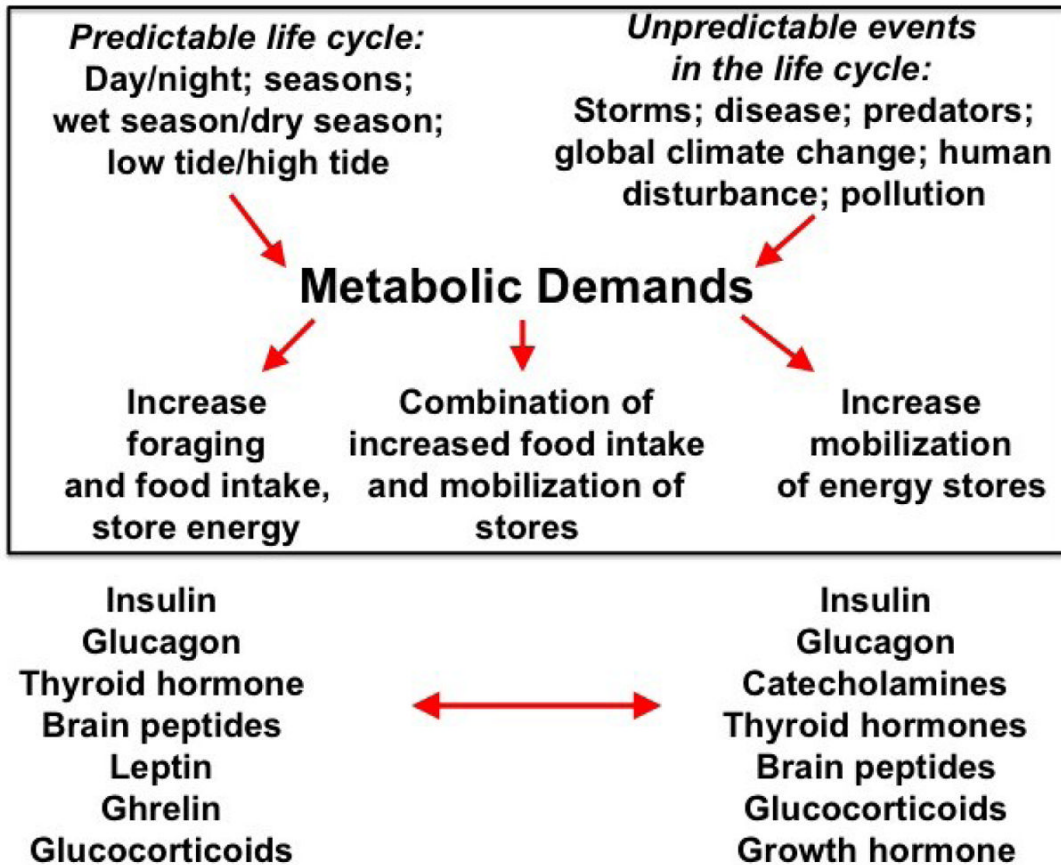 Predictable life cycle:
Day/night; seasons;
wet season/dry season;
low tide/high tide
Unpredictable events
in the life cycle:
Storms; disease; predators;
global climate change; human
disturbance; pollution
Metabolic Demands
Increase
foraging
and food intake,
store energy
Combination of
increased food intake
and mobilization of
stores
Increase
mobilization
of energy stores
Insulin
Glucagon
Thyroid hormone
Brain peptides
Leptin
Ghrelin
Glucocorticoids
Insulin
Glucagon
Catecholamines
Thyroid hormones
Brain peptides
Glucocorticoids
Growth hormone